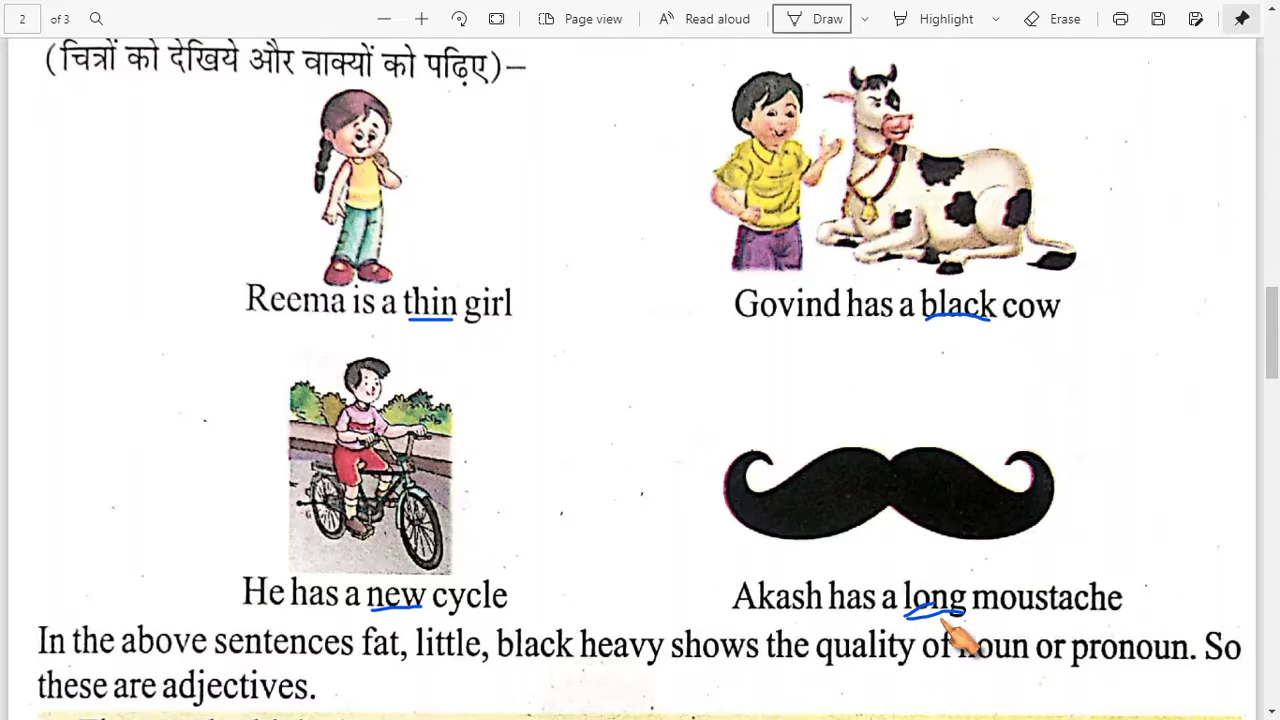 2 of 3 Page view Read aloud Draw Highlight Erase
(चित्रों को देखिये और वाक्यों को पढ़िए)–
Reema is a thin girl
Govind has a black cow
He has a new cycle
Akash has a long moustache
In the above sentences fat, little, black heavy shows the quality of noun or pronoun. So
these are adjectives.